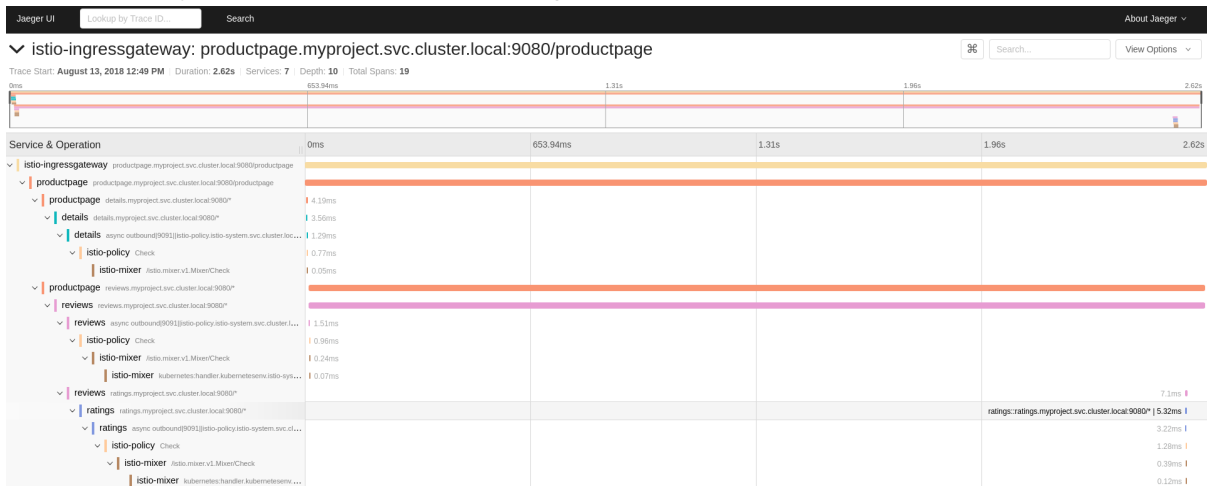 Jaeger UI Lookup by Trace ID... Search About Jaeger
istio-ingressgateway: productpage.myproject.svc.cluster.local:9080/productpage ⌘ Search... View Options
Trace Start: August 13, 2018 12:49 PM | Duration: 2.62s | Services: 7 | Depth: 10 | Total Spans: 19
0ms 653.94ms 1.31s 1.96s 2.62s
Service & Operation 0ms 653.94ms 1.31s 1.96s 2.62s
istio-ingressgateway productpage.myproject.svc.cluster.local:9080/productpage
productpage productpage.myproject.svc.cluster.local:9080/productpage
productpage details.myproject.svc.cluster.local:9080/* 4.19ms
details details.myproject.svc.cluster.local:9080/* 3.56ms
details async outbound|9091||istio-policy.istio-system.svc.cluster.loc... 1.29ms
istio-policy Check 0.77ms
istio-mixer /istio.mixer.v1.Mixer/Check 0.05ms
productpage reviews.myproject.svc.cluster.local:9080/*
reviews reviews.myproject.svc.cluster.local:9080/*
reviews async outbound|9091||istio-policy.istio-system.svc.cluster.l... 1.51ms
istio-policy Check 0.96ms
istio-mixer /istio.mixer.v1.Mixer/Check 0.24ms
istio-mixer kubernetes:handler.kubernetesenv.istio-sys... 0.07ms
reviews ratings.myproject.svc.cluster.local:9080/* 7.1ms
ratings ratings.myproject.svc.cluster.local:9080/* ratings::ratings.myproject.svc.cluster.local:9080/* | 5.32ms
ratings async outbound|9091||istio-policy.istio-system.svc.cl... 3.22ms
istio-policy Check 1.28ms
istio-mixer /istio.mixer.v1.Mixer/Check 0.39ms
istio-mixer kubernetes:handler.kubernetesenv.... 0.12ms